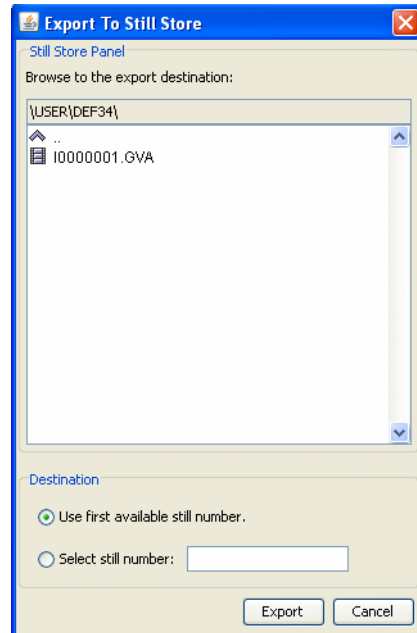 Export To Still Store
Still Store Panel
Browse to the export destination:
\USER\DEF34\
..
I0000001.GVA
Destination
Use first available still number.
Select still number:
Export Cancel